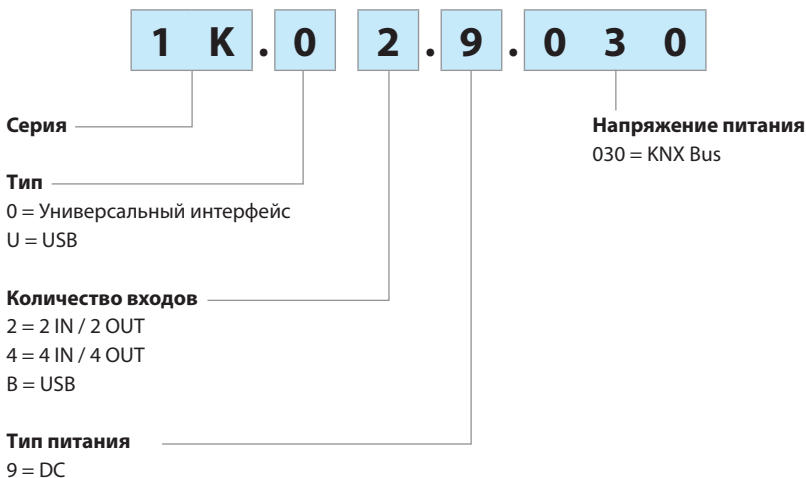 1 K . 0 2 . 9 . 0 3 0
Серия
Напряжение питания
030 = KNX Bus
Тип
0 = Универсальный интерфейс
U = USB
Количество входов
2 = 2 IN / 2 OUT
4 = 4 IN / 4 OUT
B = USB
Тип питания
9 = DC